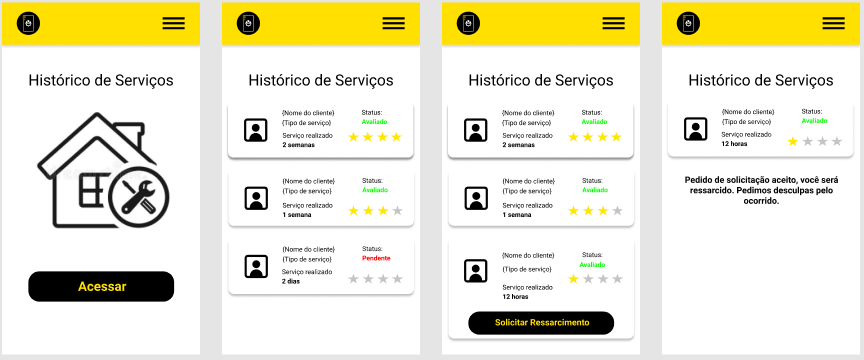 Histórico de Serviços
Acessar
Histórico de Serviços
{Nome do cliente}
{Tipo de serviço}
Serviço realizado
2 semanas
Status:
Avaliado
{Nome do cliente}
{Tipo de serviço}
Serviço realizado
1 semana
Status:
Avaliado
{Nome do cliente}
{Tipo de serviço}
Serviço realizado
2 dias
Status:
Pendente
Histórico de Serviços
{Nome do cliente}
{Tipo de serviço}
Serviço realizado
2 semanas
Status:
Avaliado
{Nome do cliente}
{Tipo de serviço}
Serviço realizado
1 semana
Status:
Avaliado
{Nome do cliente}
{Tipo de serviço}
Serviço realizado
12 horas
Status:
Avaliado
Solicitar Ressarcimento
Histórico de Serviços
{Nome do cliente}
{Tipo de serviço}
Serviço realizado
12 horas
Status:
Avaliado
Pedido de solicitação aceito, você será
ressarcido. Pedimos desculpas pelo
ocorrido.